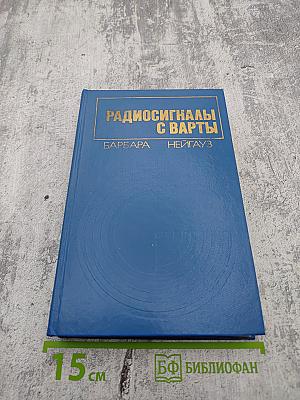 РАДИОСИГНАЛЫ
С ВАРТЫ
БАРБАРА НЕЙГАУЗ
15 см
БФ БИБЛИОФАН